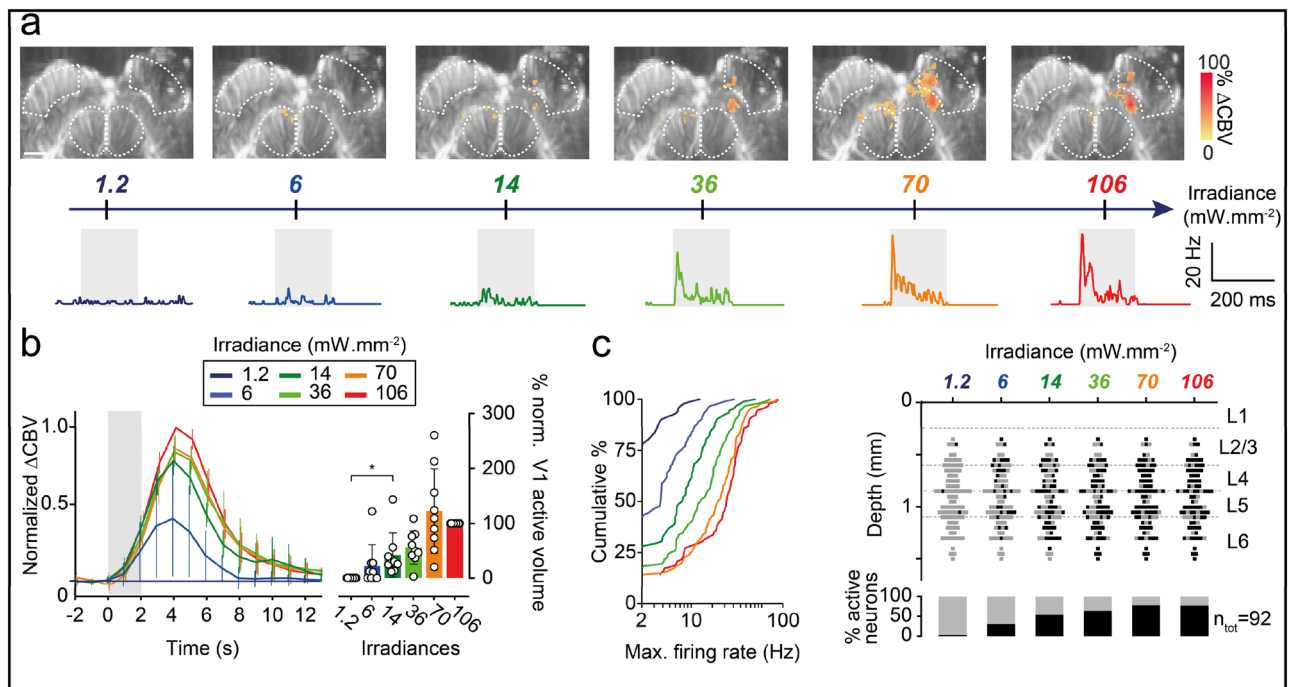 a
100
% ΔCBV
0
1.2 6 14 36 70 106
Irradiance
(mW.mm-2)
20 Hz
200 ms
b
Irradiance (mW.mm-2)
1.2 14 70
6 36 106
Normalized ΔCBV
1.0
0.5
0
-2 0 2 4 6 8 10 12
Time (s)
*
% norm. V1 active volume
300
200
100
0
1.2 6 14 36 70 106
Irradiances
c
Cumulative %
100
75
50
25
0
2 10 100
Max. firing rate (Hz)
Irradiance (mW.mm-2)
1.2 6 14 36 70 106
Depth (mm)
0
1
L1
L2/3
L4
L5
L6
% active
neurons
100
50
0
ntot=92